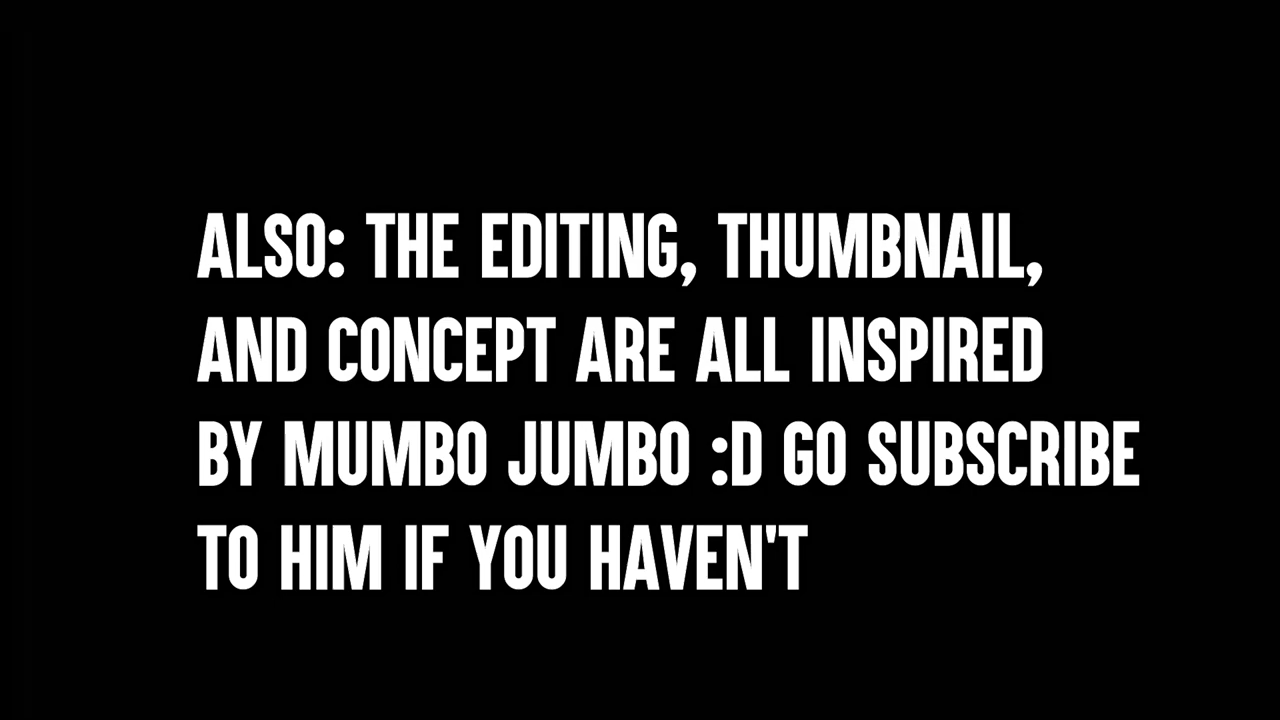 ALSO: THE EDITING, THUMBNAIL,
AND CONCEPT ARE ALL INSPIRED
BY MUMBO JUMBO :D GO SUBSCRIBE
TO HIM IF YOU HAVEN'T